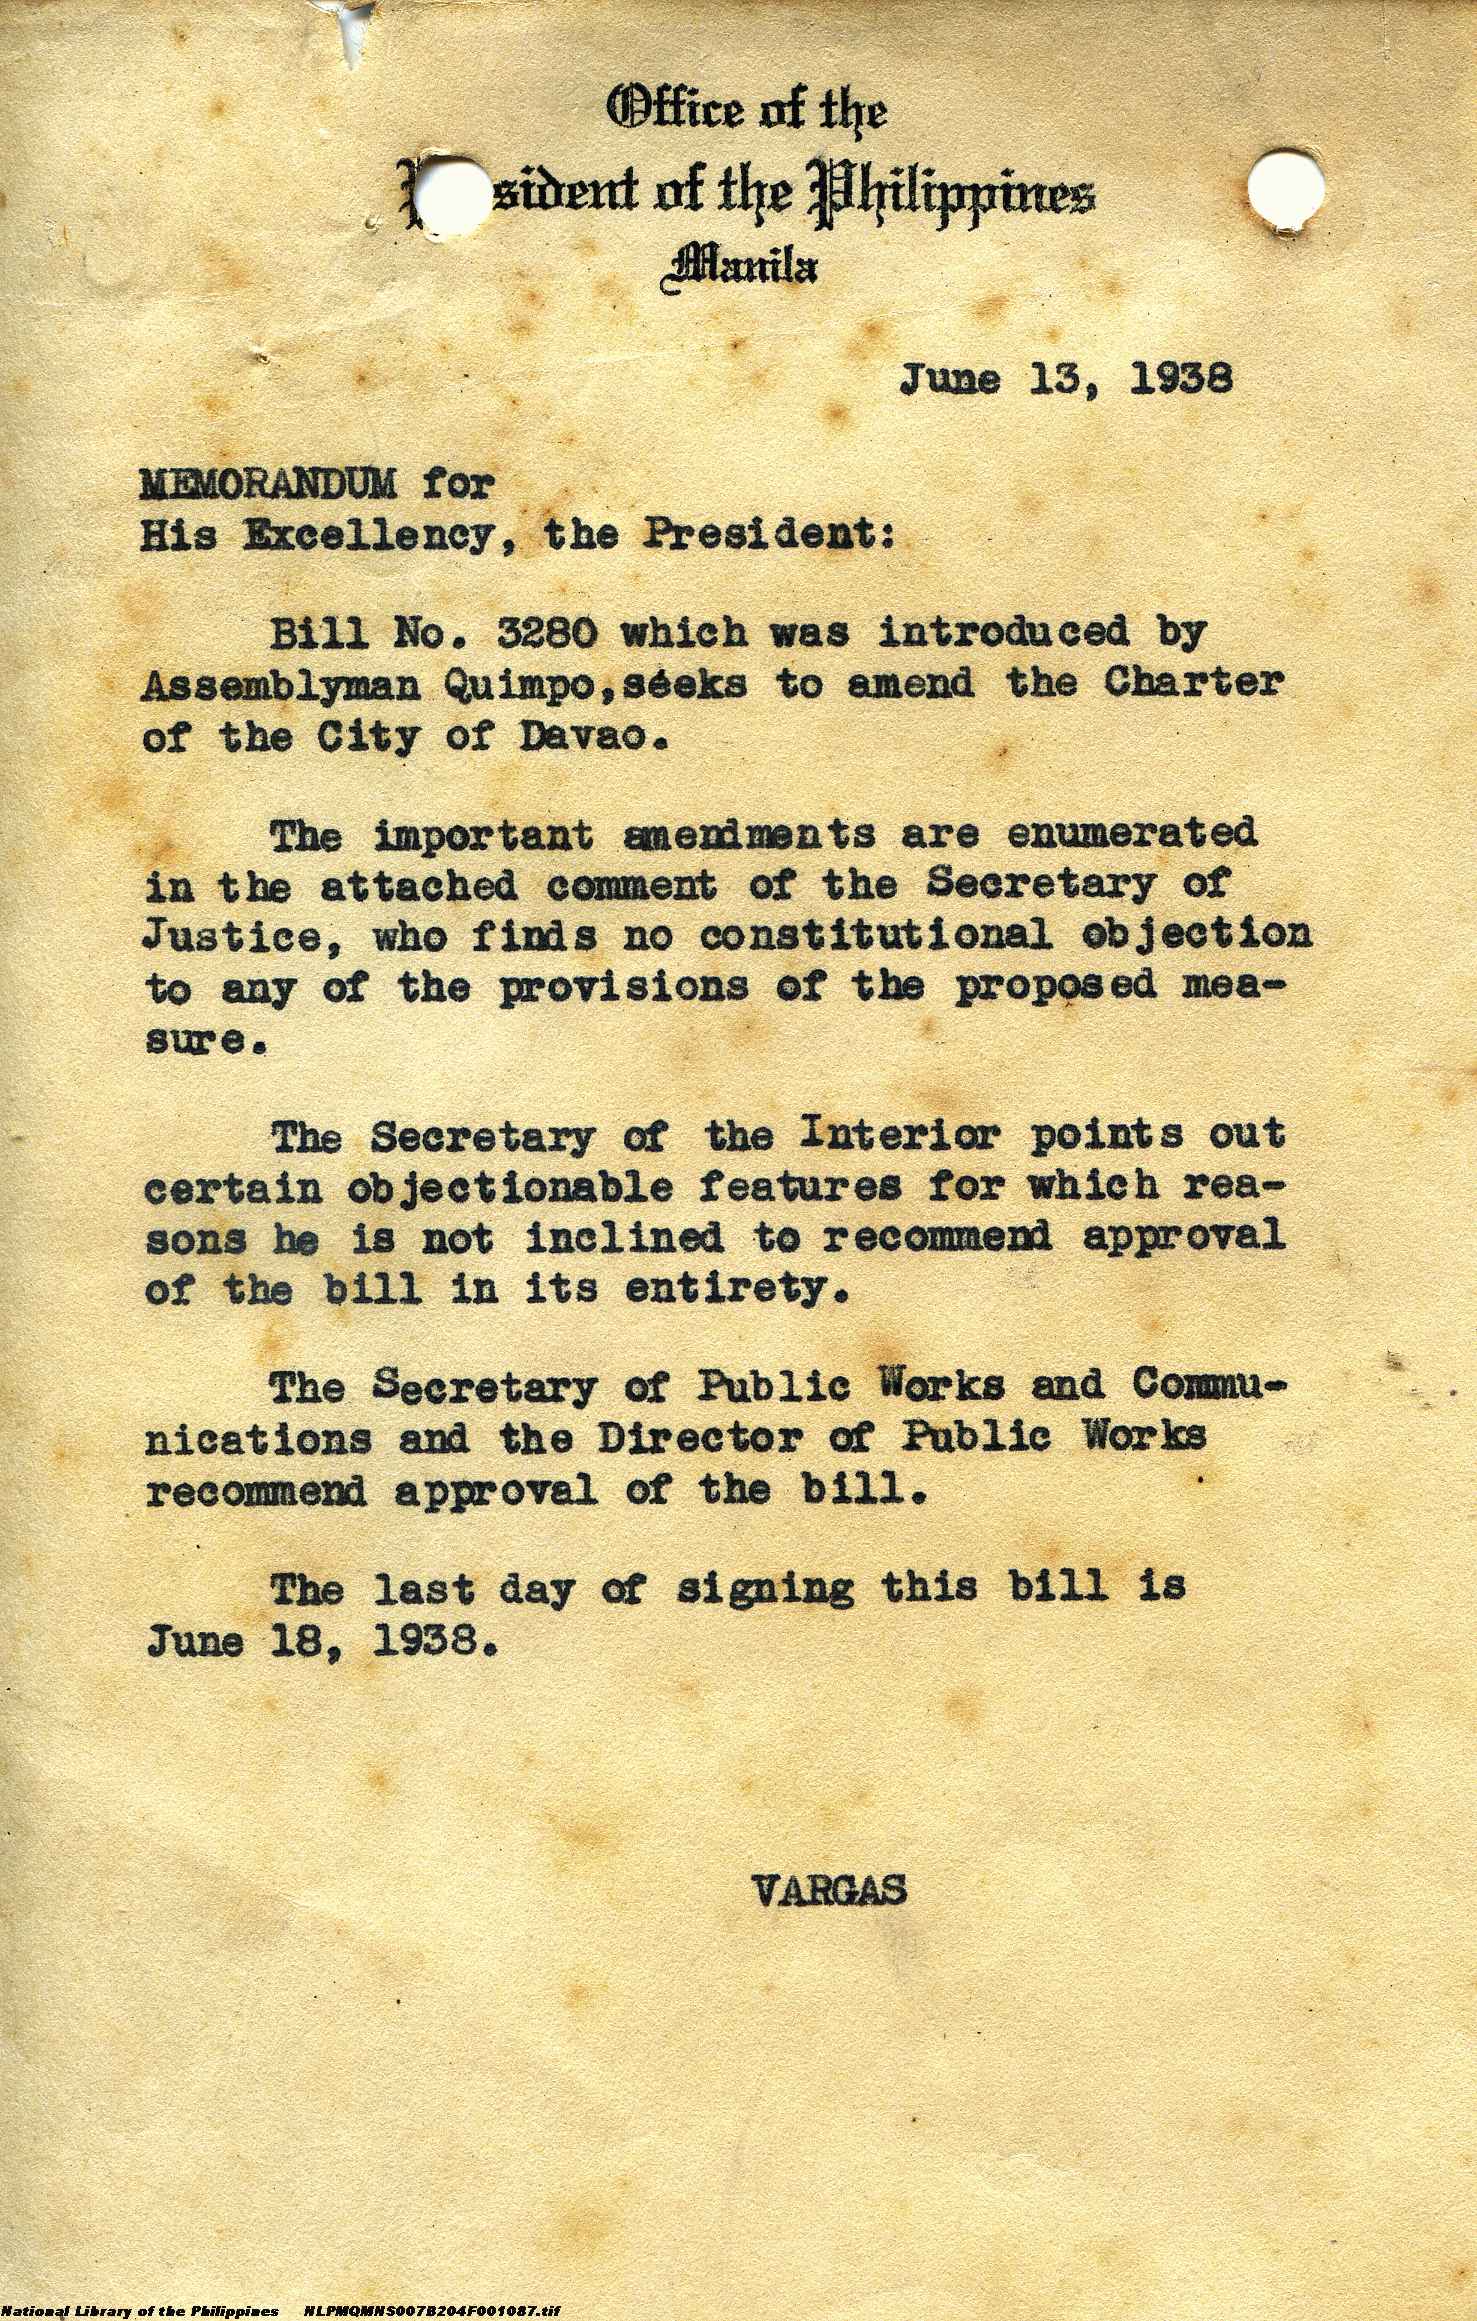 Office of the
President of the Philippines
Manila
June 13, 1938
MEMORANDUM for
His Excellency, the President:
Bill No. 3280 which was introduced by
Assemblyman Quimpo, seeks to amend the Charter
of the City of Davao.
The important amendments are enumerated
in the attached comment of the Secretary of
Justice, who finds no constitutional objection
to any of the provisions of the proposed mea-
sure.
The Secretary of the Interior points out
certain objectionable features for which rea-
sons he is not inclined to recommend approval
of the bill in its entirety.
The Secretary of Public Works and Commu-
nications and the Director of Public Works
recommend approval of the bill.
The last day of signing this bill is
June 18, 1938.
VARGAS
National Library of the Philippines NLPMQMNS007B204F001087.tif